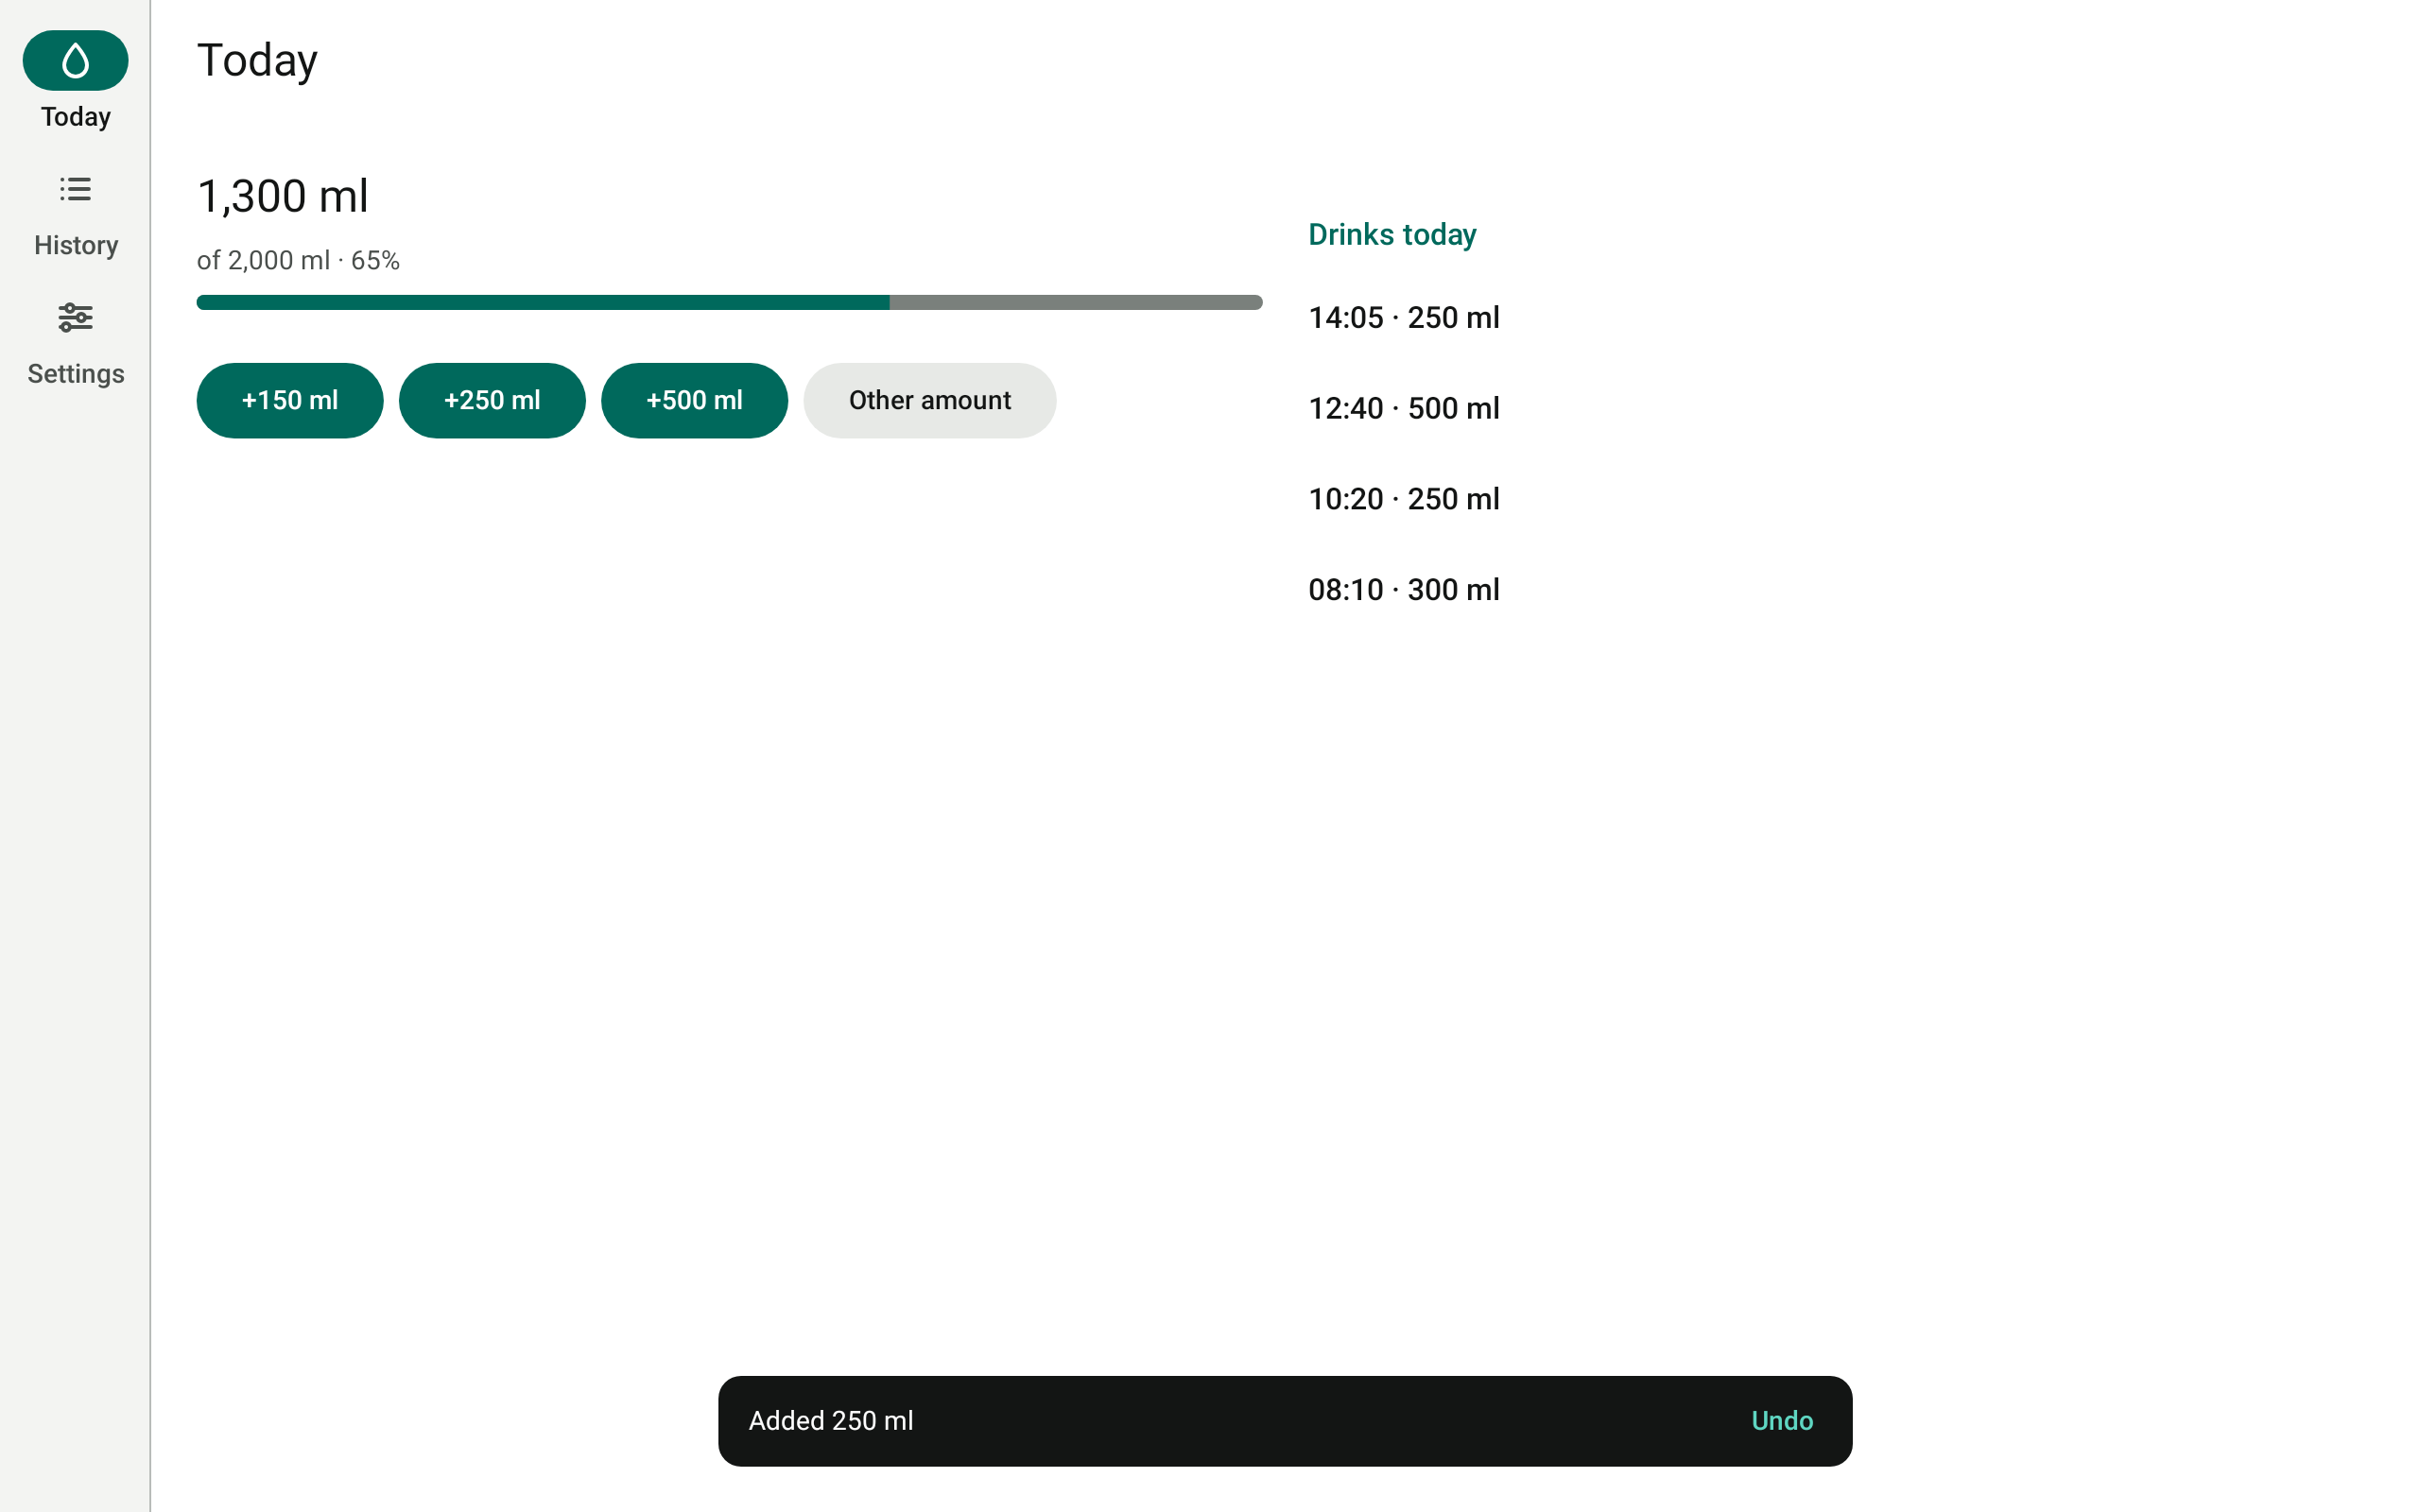 Today
History
Settings
Today
1,300 ml
of 2,000 ml · 65%
+150 ml
+250 ml
+500 ml
Other amount
Drinks today
14:05 · 250 ml
12:40 · 500 ml
10:20 · 250 ml
08:10 · 300 ml
Added 250 ml
Undo